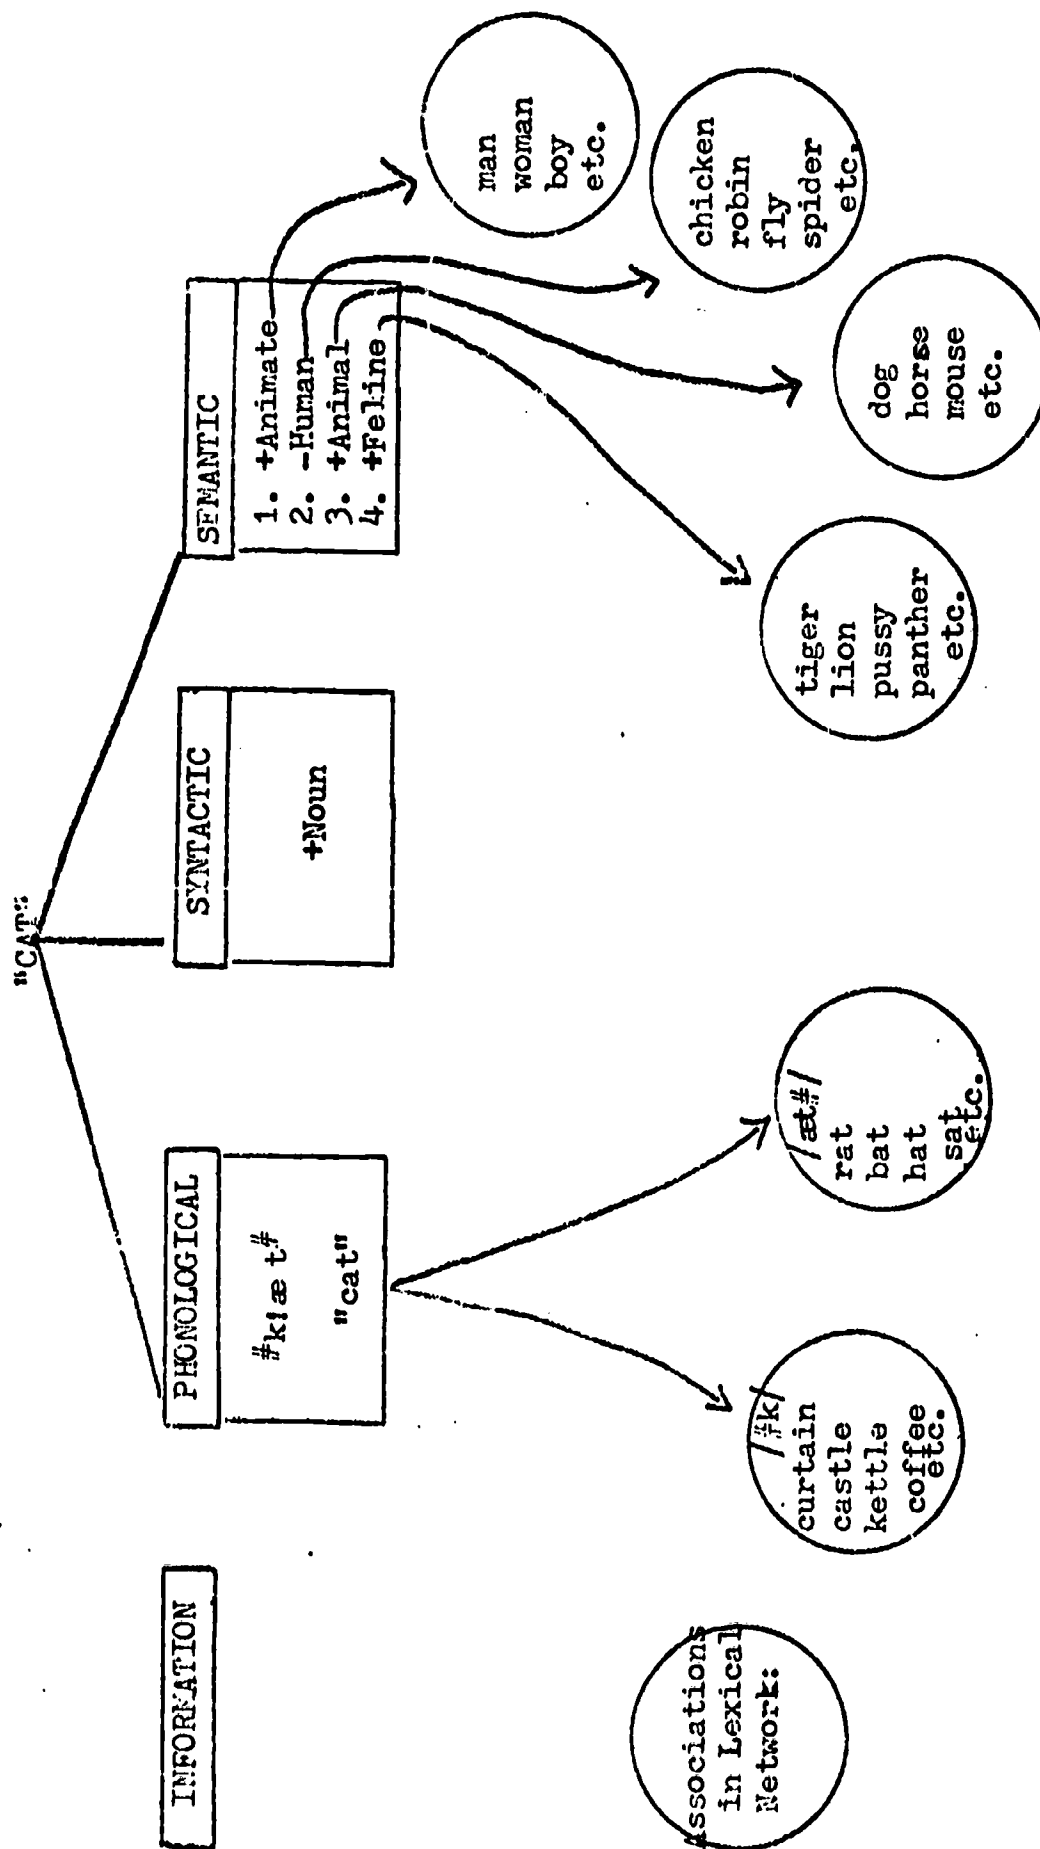 "CAT"
INFORMATION
PHONOLOGICAL
SYNTACTIC
SEMANTIC
#k|æ t#
"cat"
+Noun
1. +Animate
2. -Human
3. +Animal
4. +Feline
Associations
in Lexical
Network:
/#k/
curtain
castle
kettle
coffee
etc.
/æt#/
rat
bat
hat
sat
etc.
tiger
lion
pussy
panther
etc.
dog
horse
mouse
etc.
chicken
robin
fly
spider
etc.
man
woman
boy
etc.